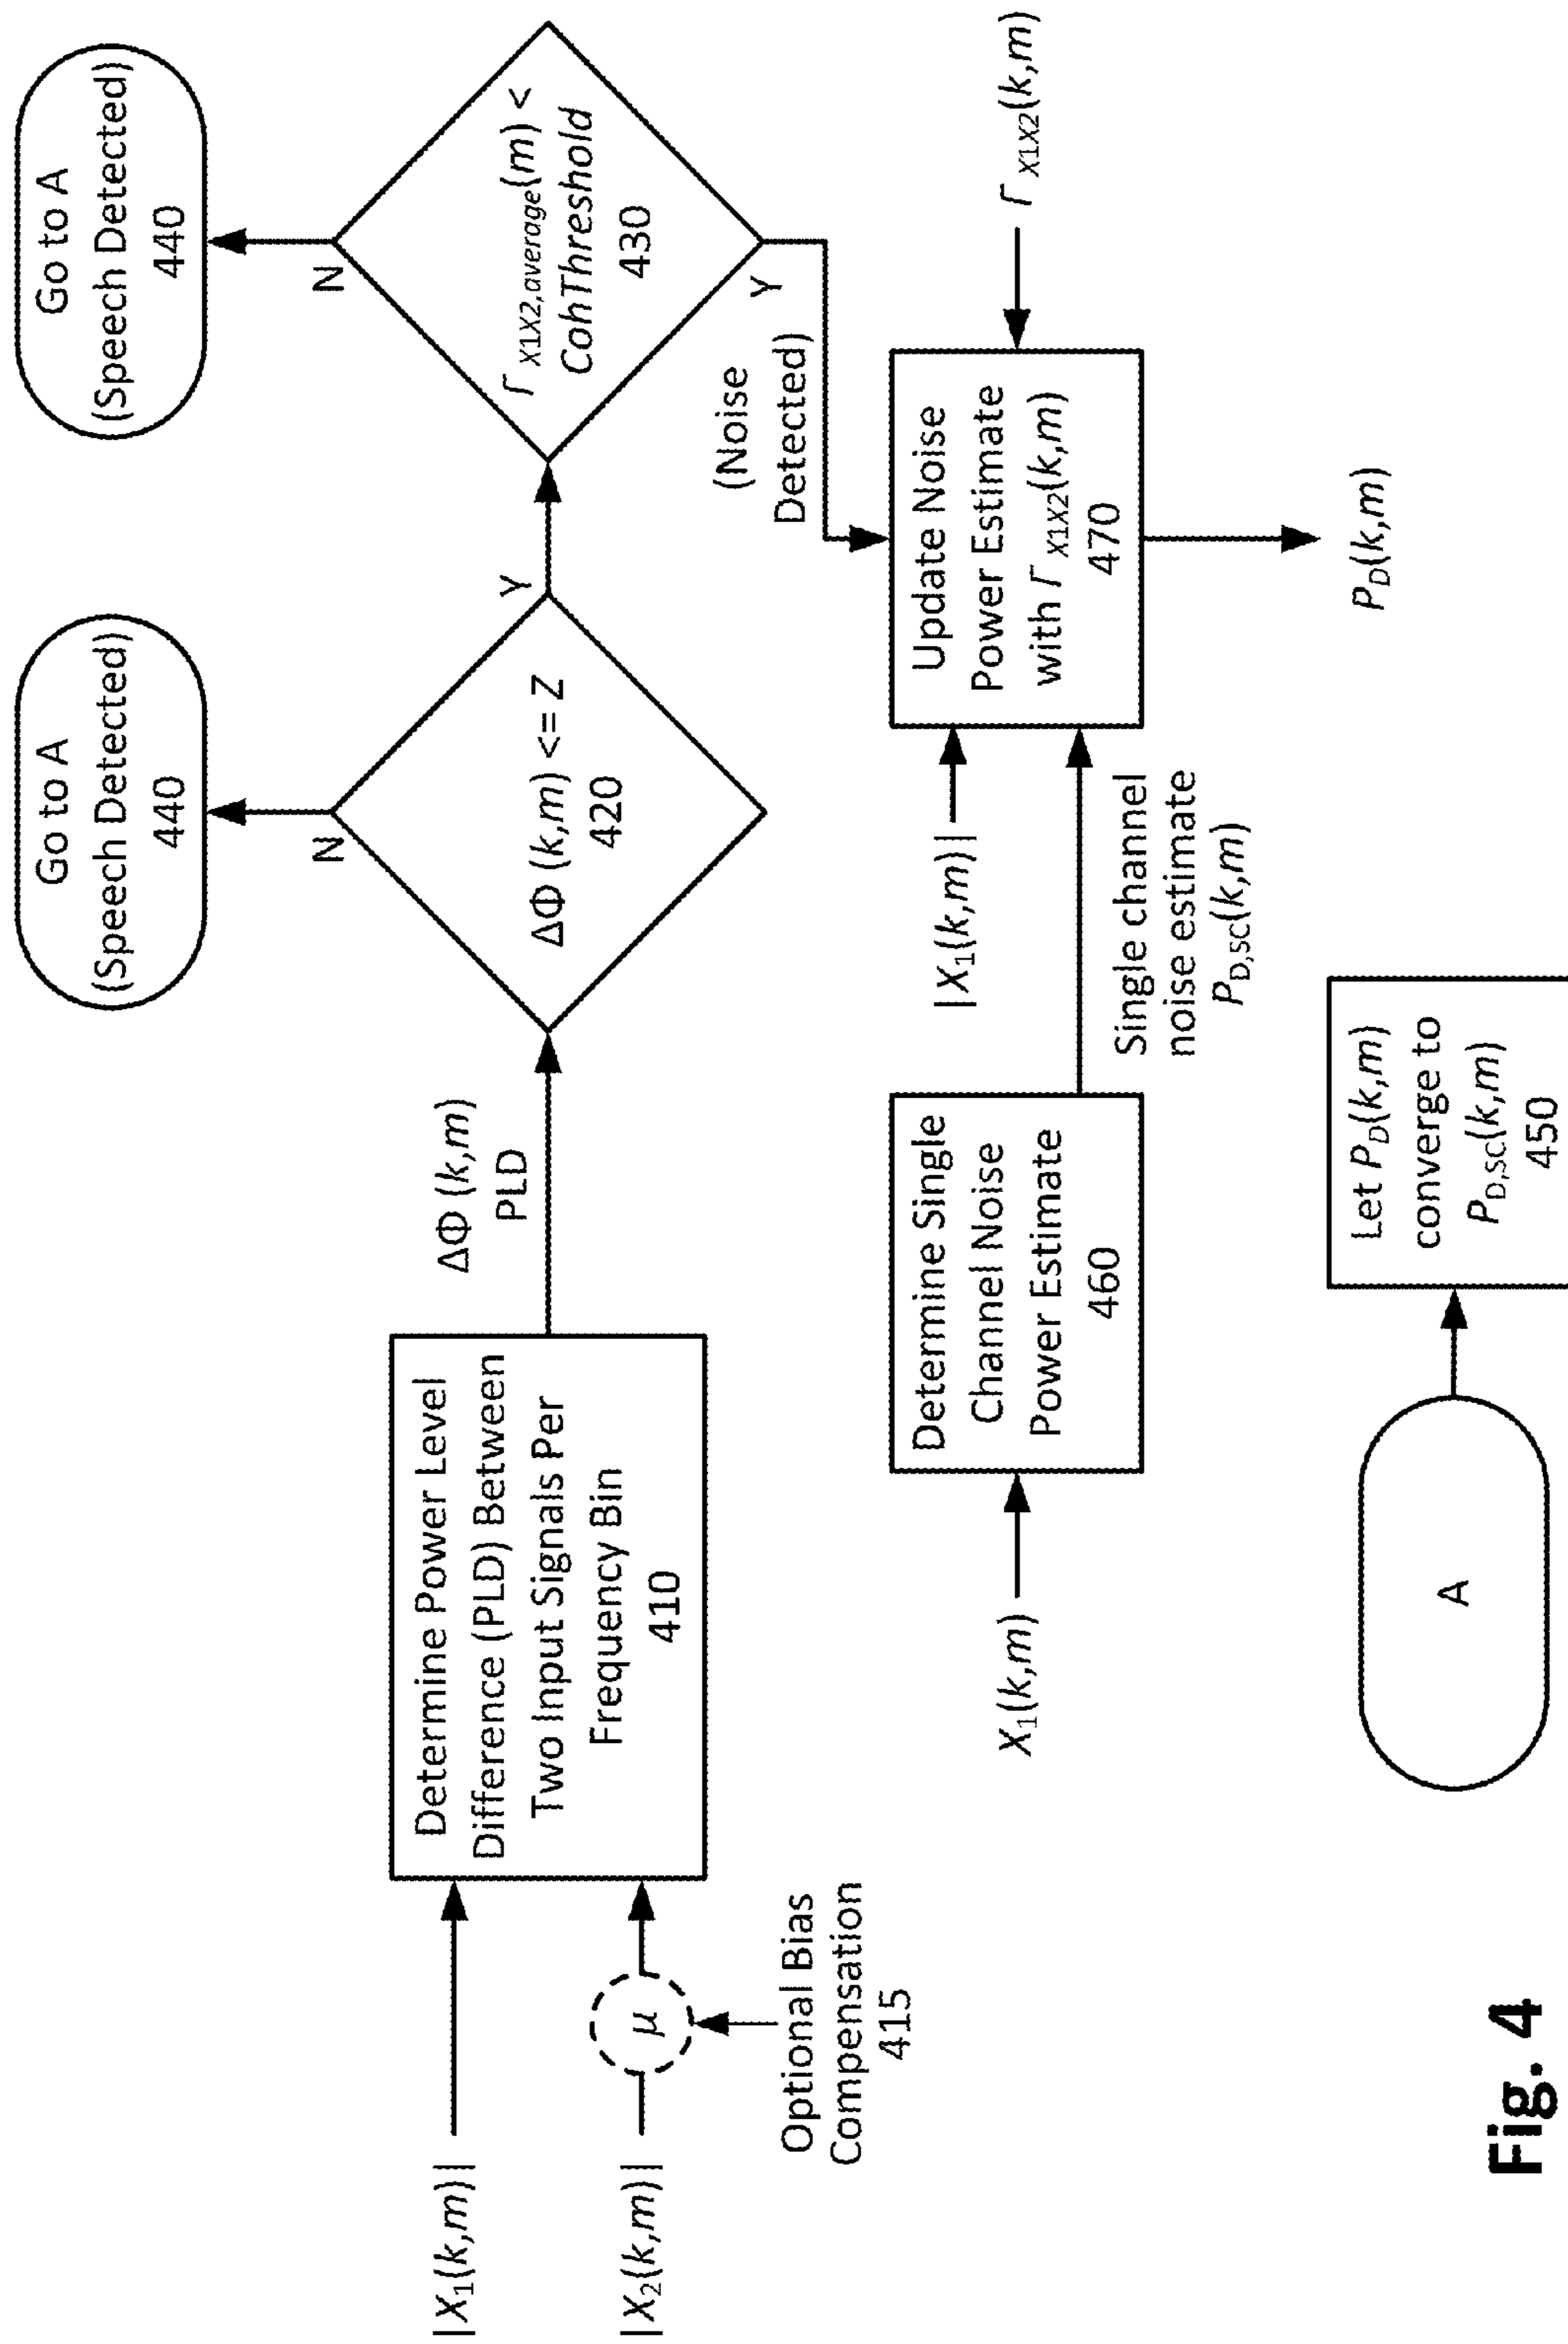 Go to A
(Speech Detected)
440
Go to A
(Speech Detected)
440
|X1(k,m)|
|X2(k,m)|
μ
Optional Bias
Compensation
415
Determine Power Level
Difference (PLD) Between
Two Input Signals Per
Frequency Bin
410
ΔΦ (k,m)
PLD
N
ΔΦ (k,m) <= Z
420
Y
N
Γ X1X2,average(m) <
CohThreshold
430
Y
(Noise
Detected)
X1(k,m)
Determine Single
Channel Noise
Power Estimate
460
|X1(k,m)|
Single channel
noise estimate
PD,SC(k,m)
Update Noise
Power Estimate
with Γ X1X2(k,m)
470
Γ X1X2(k,m)
PD(k,m)
A
Let PD(k,m)
converge to
PD,SC(k,m)
450
Fig. 4